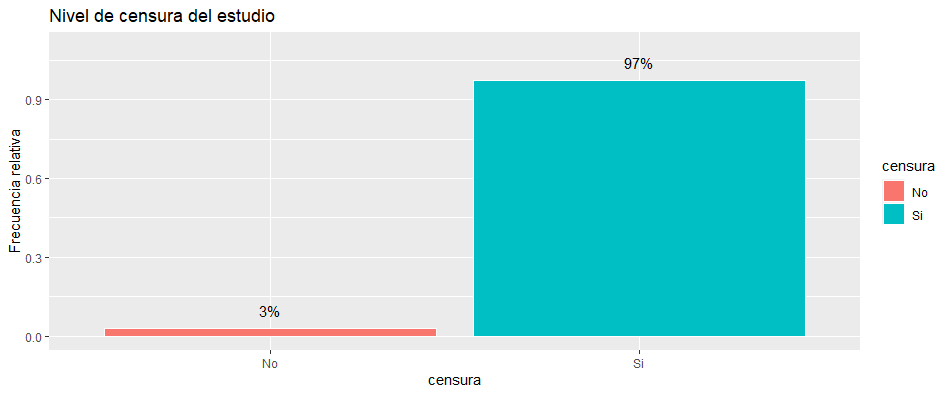 Nivel de censura del estudio
97%
0.9
0.6
0.3
0.0
Frecuencia relativa
3%
No
Si
censura
censura
No
Si